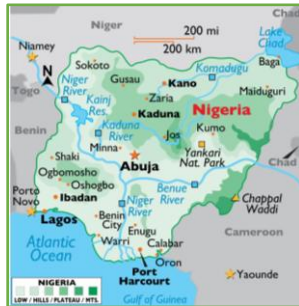 Niger
Chad
200 mi
200 km
Niamey
Lake
Chad
Sokoto
Komadugu
Baga
N
Niger
River
Gusau
Kano
Maiduguri
Togo
Zaria
Kainj
Res.
Kaduna
Nigeria
Kaduna
River
Jos
Kumo
Benin
Minna
Yankari
Nat. Park
Abuja
Chad
Shaki
Ogbomosho
Oshogbo
Niger
River
Benue
River
Chappal
Waddi
Porto
Novo
Ibadan
Lagos
Benin
City
Enugu
Cameroon
Atlantic
Ocean
Warri
Calabar
Oron
Port
Harcourt
Yaounde
NIGERIA
LOW / HILLS / PLATEAU / MTS.
Gulf of Guinea